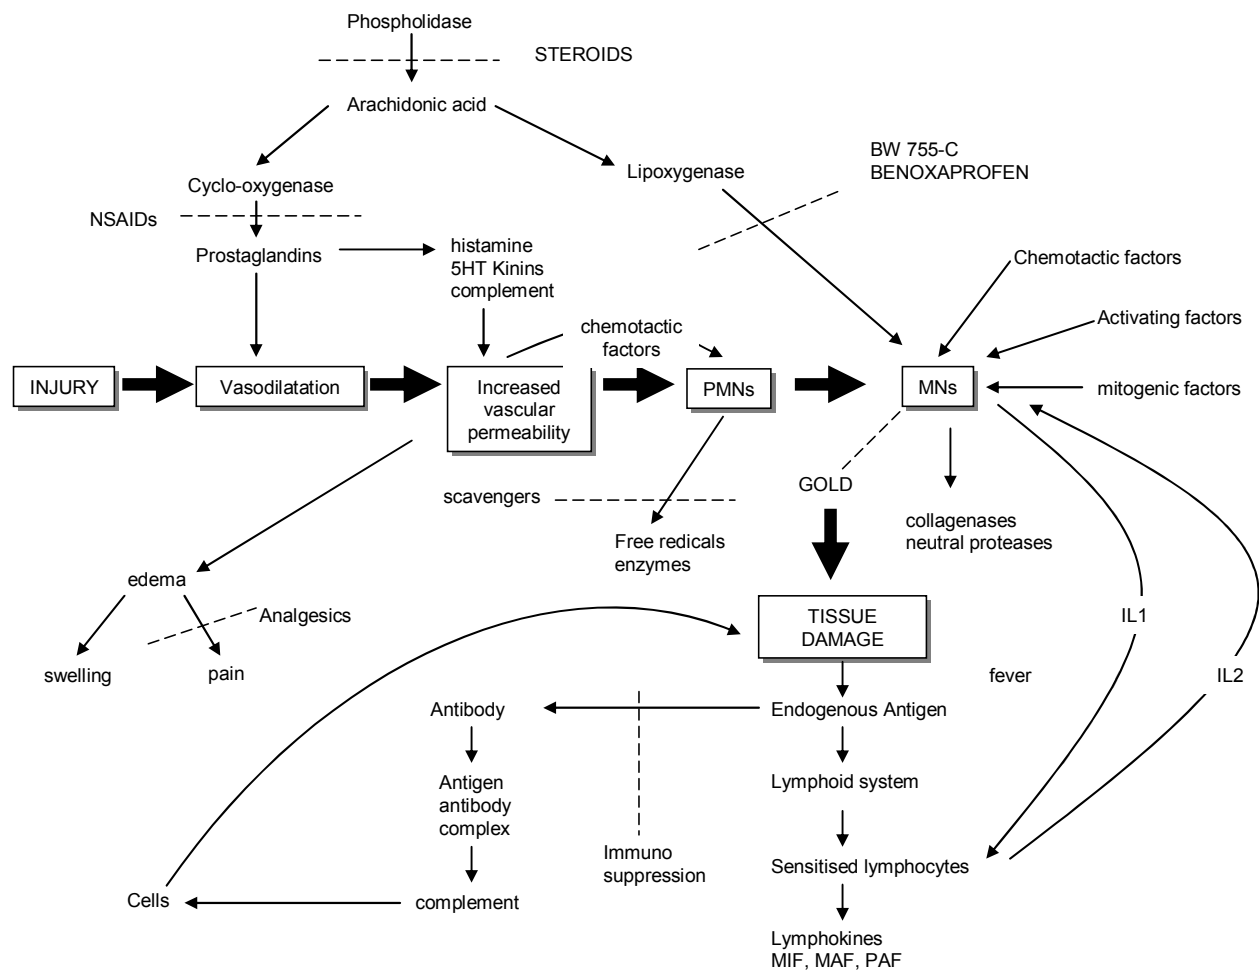 Phospholidase
STEROIDS
Arachidonic acid
BW 755-C
BENOXAPROFEN
Lipoxygenase
Cyclo-oxygenase
NSAIDs
Prostaglandins
histamine
5HT Kinins
complement
Chemotactic factors
chemotactic
factors
Activating factors
INJURY
Vasodilatation
Increased
vascular
permeability
PMNs
MNs
mitogenic factors
scavengers
GOLD
Free redicals
enzymes
collagenases
neutral proteases
edema
Analgesics
swelling
pain
TISSUE
DAMAGE
IL1
fever
IL2
Antibody
Endogenous Antigen
Antigen
antibody
complex
Lymphoid system
Immuno
suppression
Sensitised lymphocytes
Cells
complement
Lymphokines
MIF, MAF, PAF